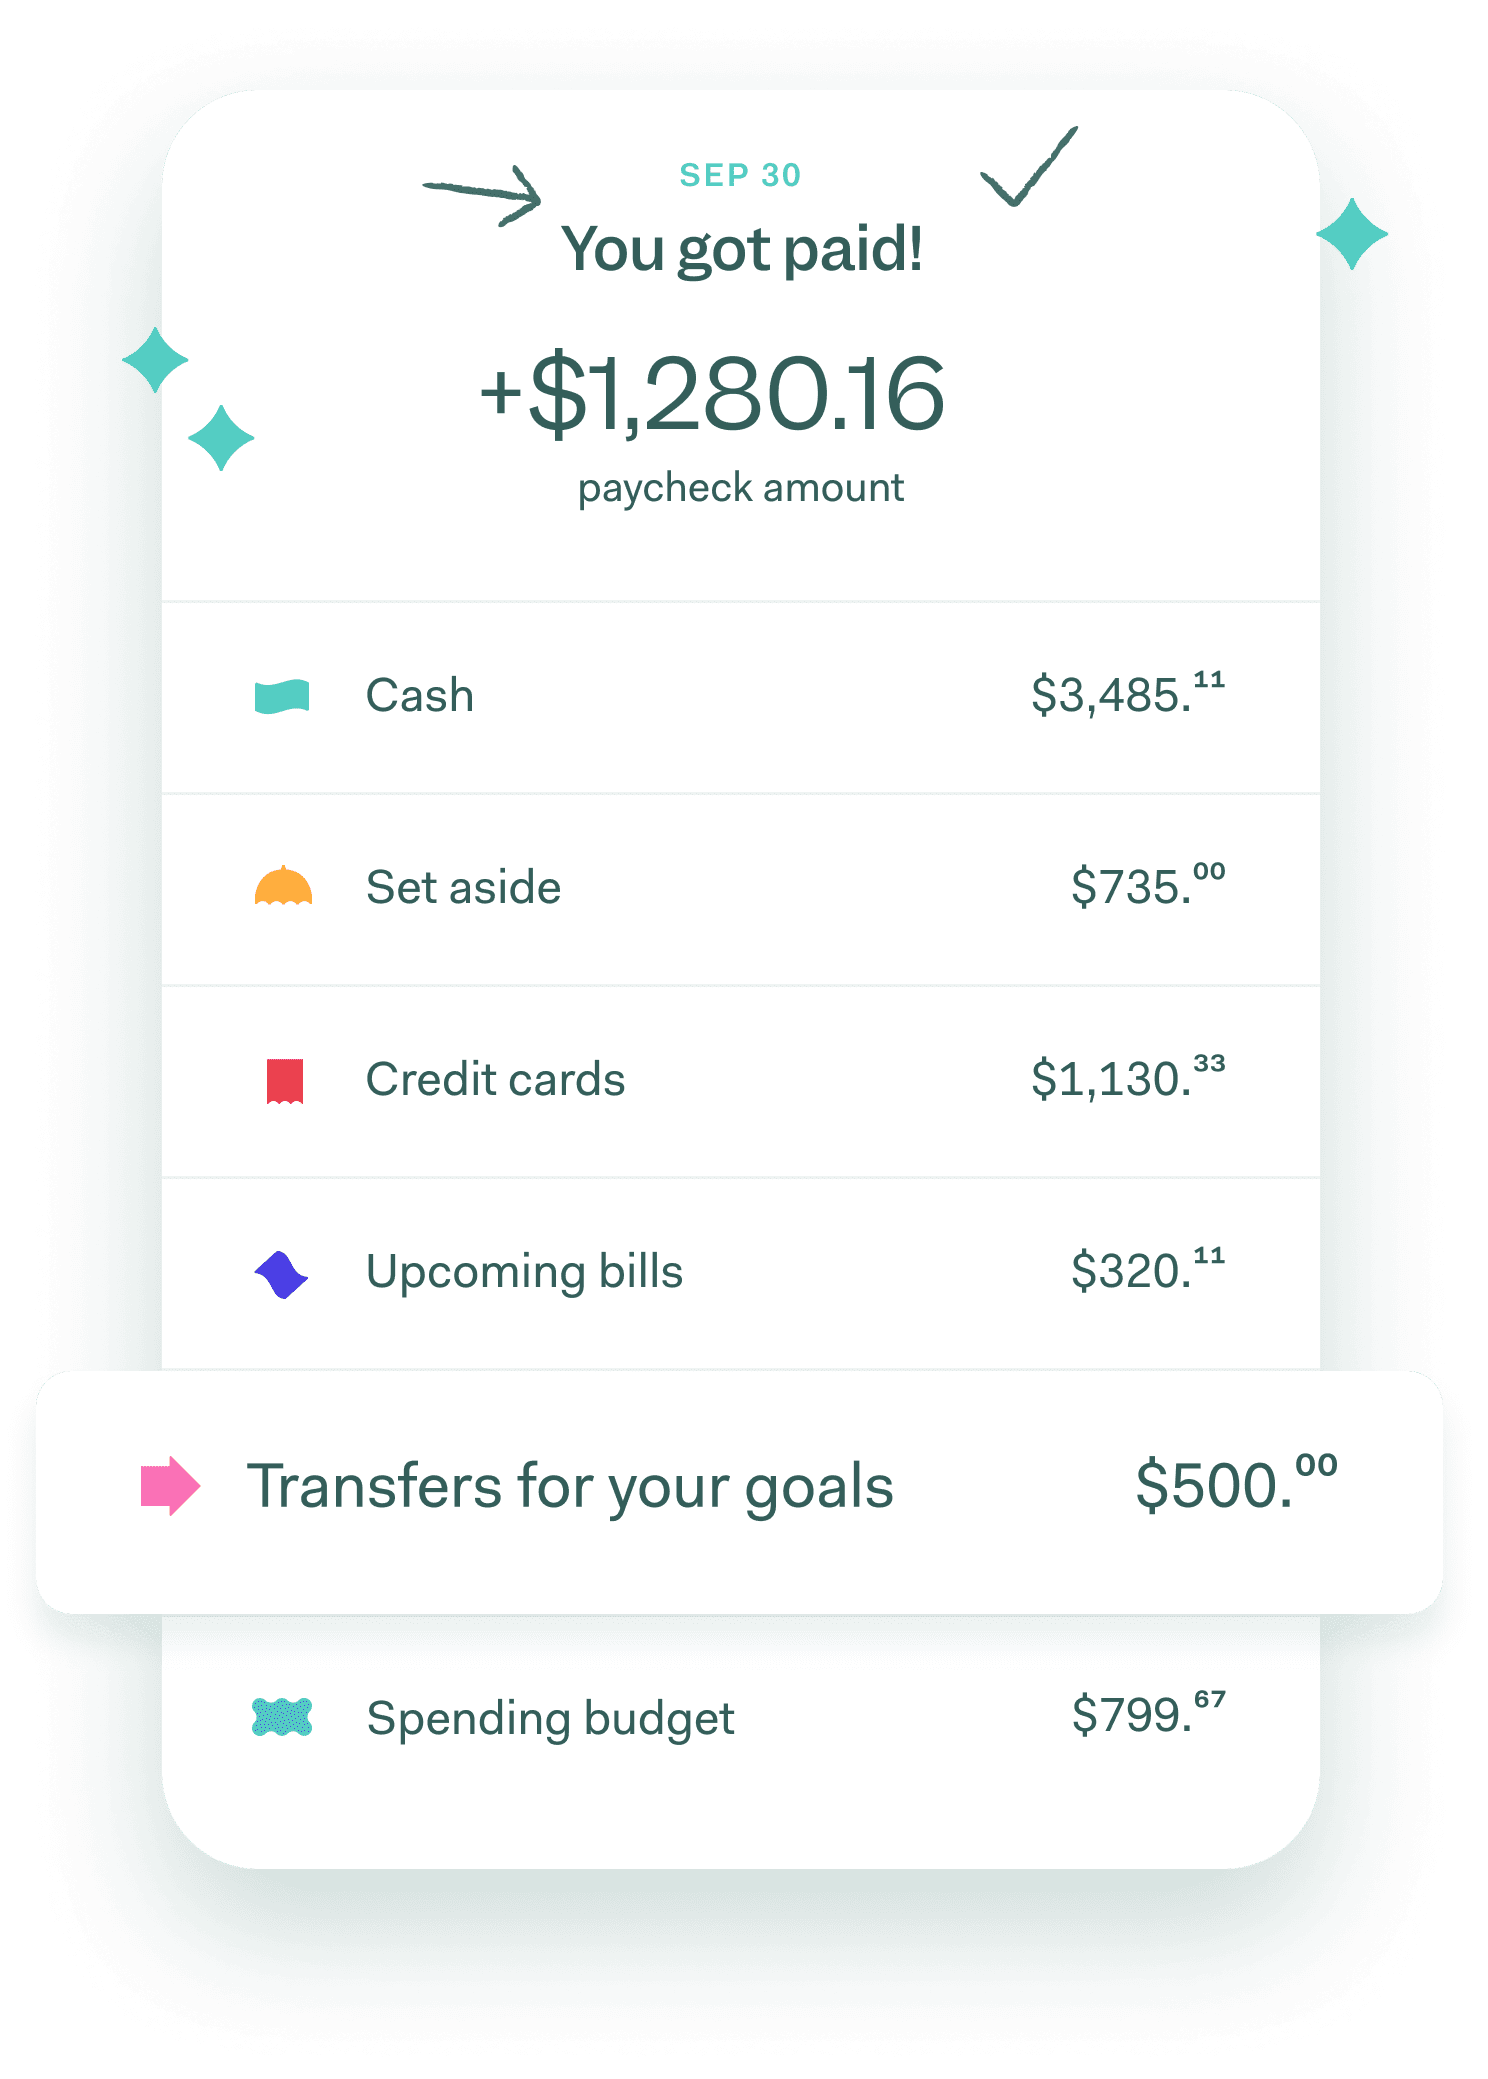 SEP 30
You got paid!
+$1,280.16
paycheck amount
Cash $3,485.11
Set aside $735.00
Credit cards $1,130.33
Upcoming bills $320.11
Transfers for your goals $500.00
Spending budget $799.67